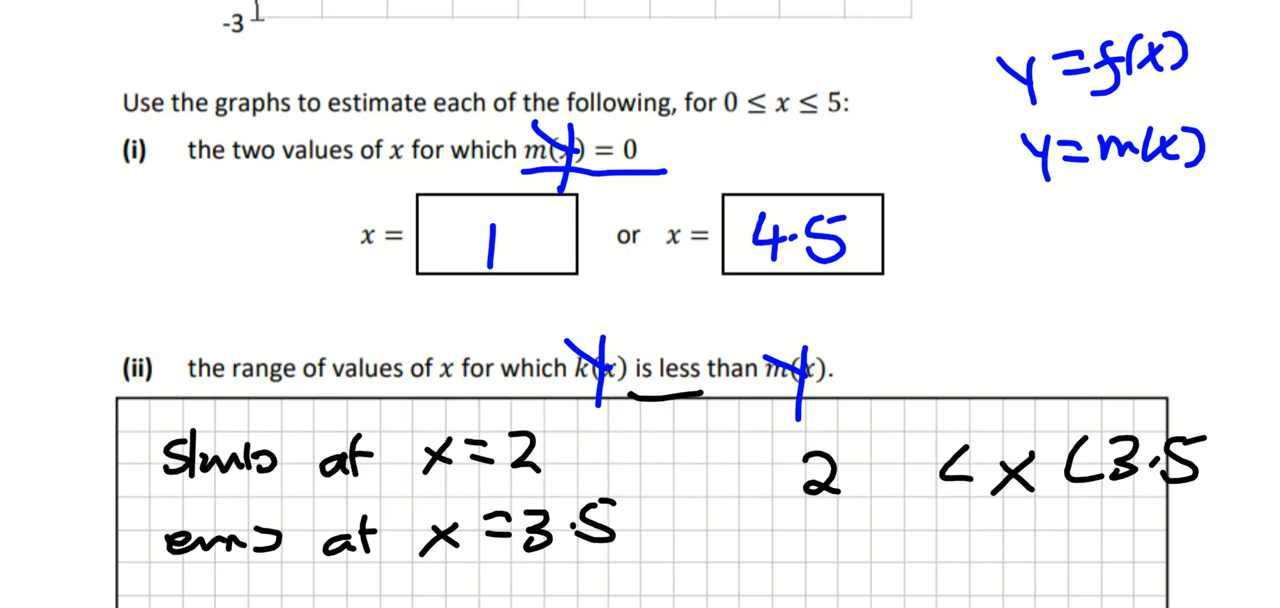 -3
y = f(x)
Use the graphs to estimate each of the following, for 0 ≤ x ≤ 5:
y = m(x)
(i) the two values of x for which m(x) = 0
y
x = 1 or x = 4.5
(ii) the range of values of x for which k(x) is less than m(x).
y y
at x = 2
2 < x < 3.5
at x = 3.5